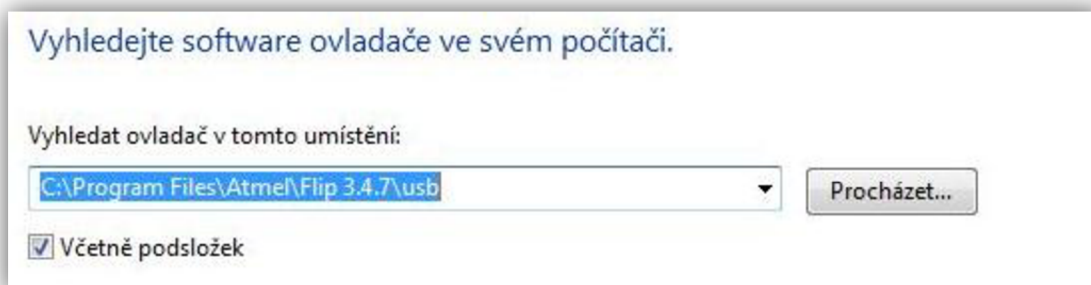 Vyhledejte software ovladače ve svém počítači.
Vyhledat ovladač v tomto umístění:
C:\Program Files\Atmel\Flip 3.4.7\usb
Procházet...
Včetně podsložek